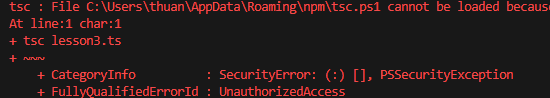 tsc : File C:\Users\thuan\AppData\Roaming\npm\tsc.ps1 cannot be loaded becaus
At line:1 char:1
+ tsc lesson3.ts
+ ~~~
+ CategoryInfo : SecurityError: (:) [], PSSecurityException
+ FullyQualifiedErrorId : UnauthorizedAccess